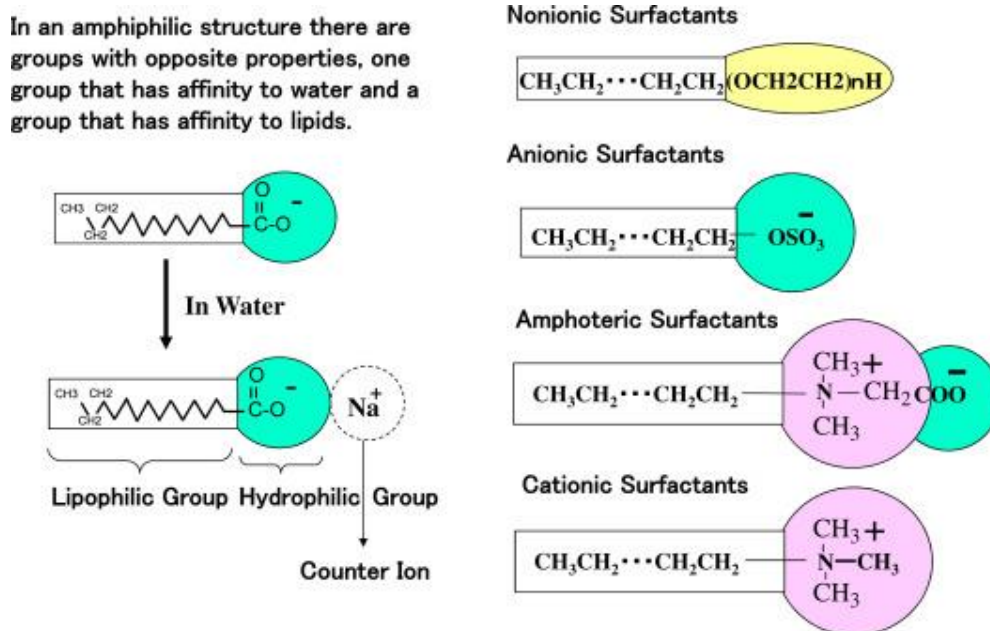 In an amphiphilic structure there are
groups with opposite properties, one
group that has affinity to water and a
group that has affinity to lipids.
CH3 CH2
CH2
O
C-O
-
In Water
CH3 CH2
CH2
O
C-O
-
Na+
Lipophilic Group Hydrophilic Group
Counter Ion
Nonionic Surfactants
CH₃CH₂···CH₂CH₂(OCH2CH2)nH
Anionic Surfactants
-
CH₃CH₂···CH₂CH₂ OSO₃
Amphoteric Surfactants
CH₃+ -
CH₃CH₂···CH₂CH₂—N—CH₂COO
CH₃
Cationic Surfactants
CH₃+
CH₃CH₂···CH₂CH₂—N—CH₃
CH₃